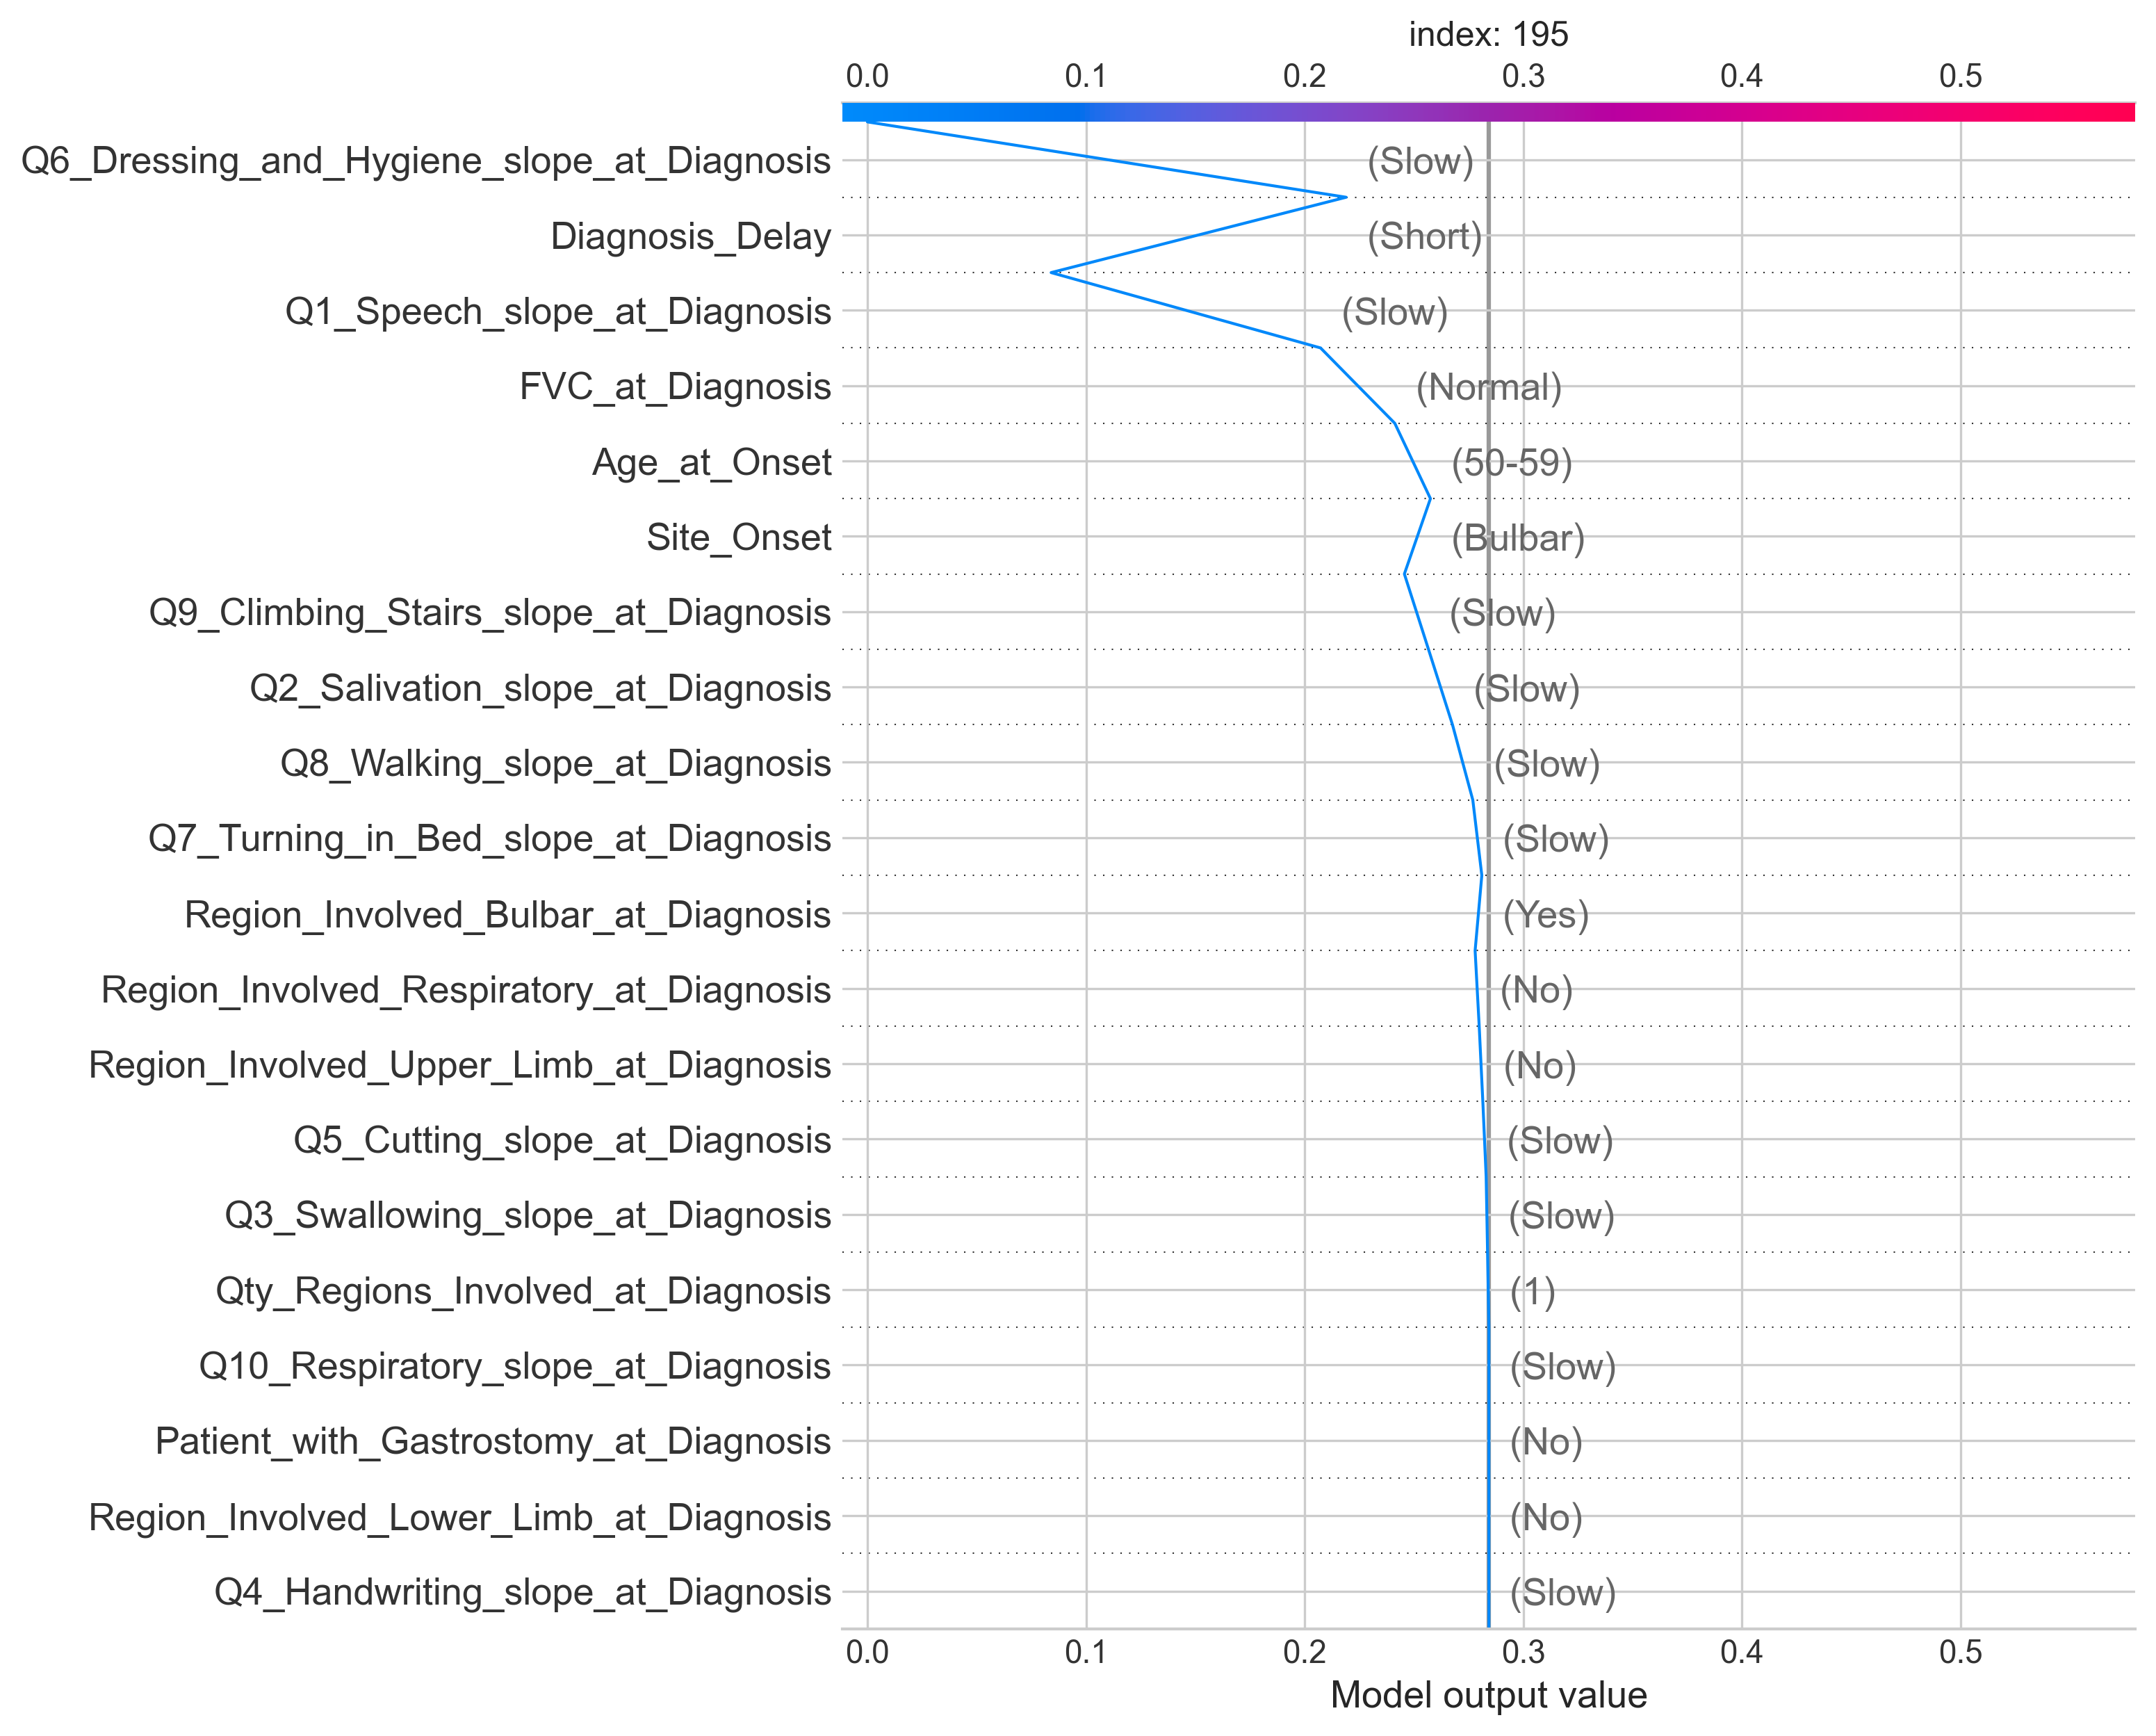 index: 195
0.0 0.1 0.2 0.3 0.4 0.5
Q6_Dressing_and_Hygiene_slope_at_Diagnosis (Slow)
Diagnosis_Delay (Short)
Q1_Speech_slope_at_Diagnosis (Slow)
FVC_at_Diagnosis (Normal)
Age_at_Onset (50-59)
Site_Onset (Bulbar)
Q9_Climbing_Stairs_slope_at_Diagnosis (Slow)
Q2_Salivation_slope_at_Diagnosis (Slow)
Q8_Walking_slope_at_Diagnosis (Slow)
Q7_Turning_in_Bed_slope_at_Diagnosis (Slow)
Region_Involved_Bulbar_at_Diagnosis (Yes)
Region_Involved_Respiratory_at_Diagnosis (No)
Region_Involved_Upper_Limb_at_Diagnosis (No)
Q5_Cutting_slope_at_Diagnosis (Slow)
Q3_Swallowing_slope_at_Diagnosis (Slow)
Qty_Regions_Involved_at_Diagnosis (1)
Q10_Respiratory_slope_at_Diagnosis (Slow)
Patient_with_Gastrostomy_at_Diagnosis (No)
Region_Involved_Lower_Limb_at_Diagnosis (No)
Q4_Handwriting_slope_at_Diagnosis (Slow)
0.0 0.1 0.2 0.3 0.4 0.5
Model output value